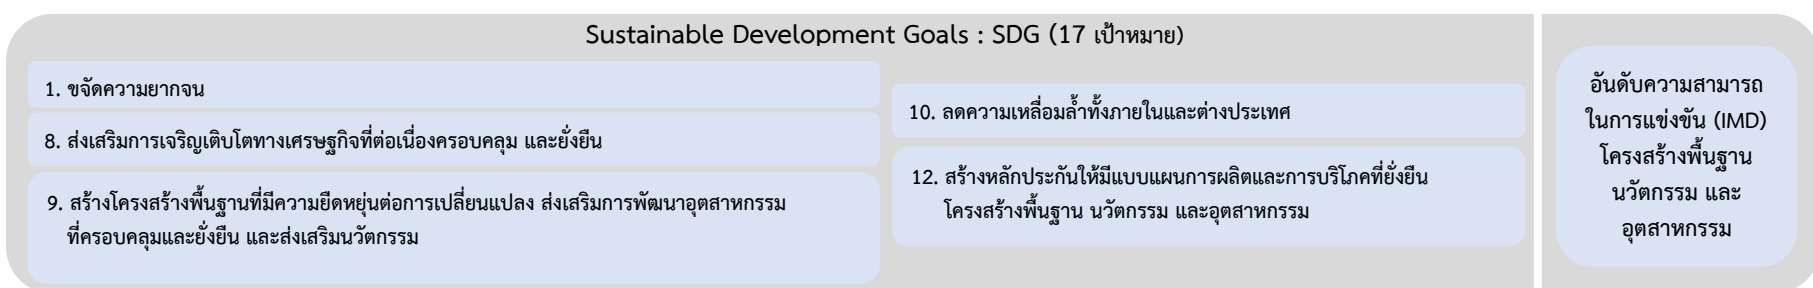 Sustainable Development Goals : SDG (17 เป้าหมาย)
1. ขจัดความยากจน
8. ส่งเสริมการเจริญเติบโตทางเศรษฐกิจที่ต่อเนื่องครอบคลุม และยั่งยืน
9. สร้างโครงสร้างพื้นฐานที่มีความยืดหยุ่นต่อการเปลี่ยนแปลง ส่งเสริมการพัฒนาอุตสาหกรรม
ที่ครอบคลุมและยั่งยืน และส่งเสริมนวัตกรรม
10. ลดความเหลื่อมล้ำทั้งภายในและต่างประเทศ
12. สร้างหลักประกันให้มีแบบแผนการผลิตและการบริโภคที่ยั่งยืน
โครงสร้างพื้นฐาน นวัตกรรม และอุตสาหกรรม
อันดับความสามารถ
ในการแข่งขัน (IMD)
โครงสร้างพื้นฐาน
นวัตกรรม และ
อุตสาหกรรม